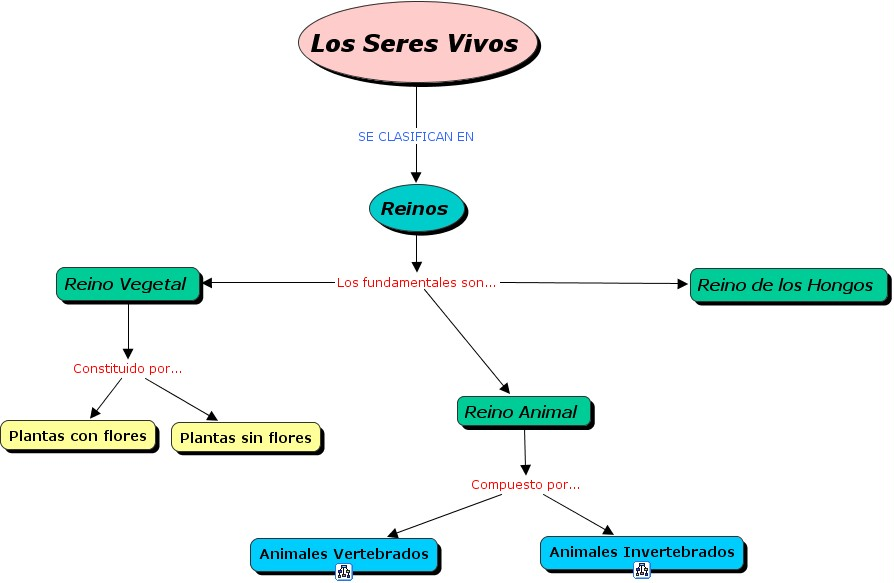 Los Seres Vivos
SE CLASIFICAN EN
Reinos
Reino Vegetal
Los fundamentales son...
Reino de los Hongos
Constituido por...
Reino Animal
Plantas con flores
Plantas sin flores
Compuesto por...
Animales Vertebrados
Animales Invertebrados